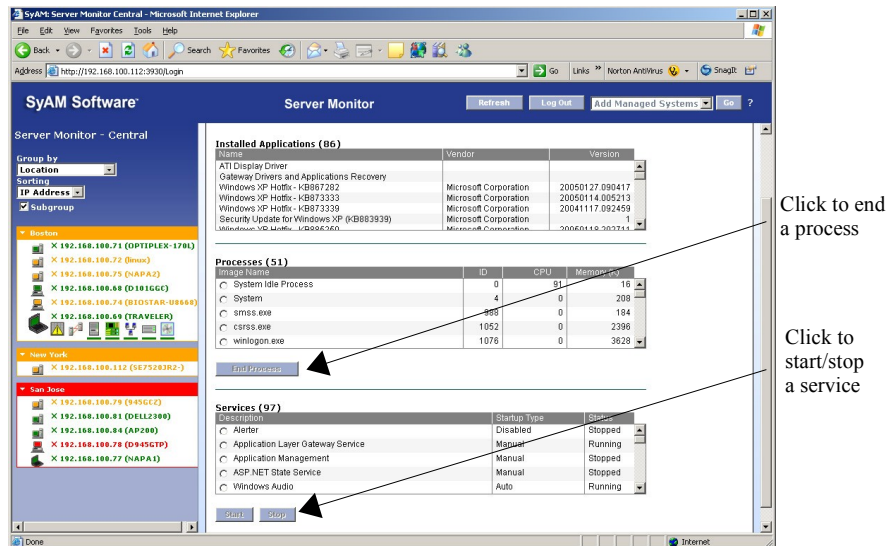 SyAM: Server Monitor Central - Microsoft Internet Explorer
File Edit View Favorites Tools Help
Back Search Favorites
Address http://192.168.100.112:3930/Login Go Links » Norton AntiVirus SnagIt
SyAM Software Server Monitor Refresh Log Out Add Managed Systems Go ?
Server Monitor - Central
Group by
Location
Sorting
IP Address
Subgroup
Boston
X 192.168.100.71 (OPTIPLEX-170L)
X 192.168.100.72 (linux)
X 192.168.100.75 (NAPA2)
X 192.168.100.68 (D101GGC)
X 192.168.100.74 (BIOSTAR-U8668)
X 192.168.100.69 (TRAVELER)
New York
X 192.168.100.112 (SE7520JR2-)
San Jose
X 192.168.100.79 (945GCZ)
X 192.168.100.81 (DELL2300)
X 192.168.100.84 (AP200)
X 192.168.100.78 (D945GTP)
X 192.168.100.77 (NAPA1)
Installed Applications (86)
Name Vendor Version
ATI Display Driver
Gateway Drivers and Applications Recovery
Windows XP Hotfix - KB867282 Microsoft Corporation 20050127.090417
Windows XP Hotfix - KB873333 Microsoft Corporation 20050114.005213
Windows XP Hotfix - KB873339 Microsoft Corporation 20041117.092459
Security Update for Windows XP (KB883939) Microsoft Corporation 1
Windows XP Hotfix - Microsoft Corporation
Processes (51)
Image Name ID CPU Memory (K)
System Idle Process 0 91 16
System 4 0 208
smss.exe 988 0 184
csrss.exe 1052 0 2396
winlogon.exe 1076 0 3628
End Process
Services (97)
Description Startup Type Status
Alerter Disabled Stopped
Application Layer Gateway Service Manual Running
Application Management Manual Stopped
ASP.NET State Service Manual Stopped
Windows Audio Auto Running
Start Stop
Done Internet
Click to end
a process
Click to
start/stop
a service